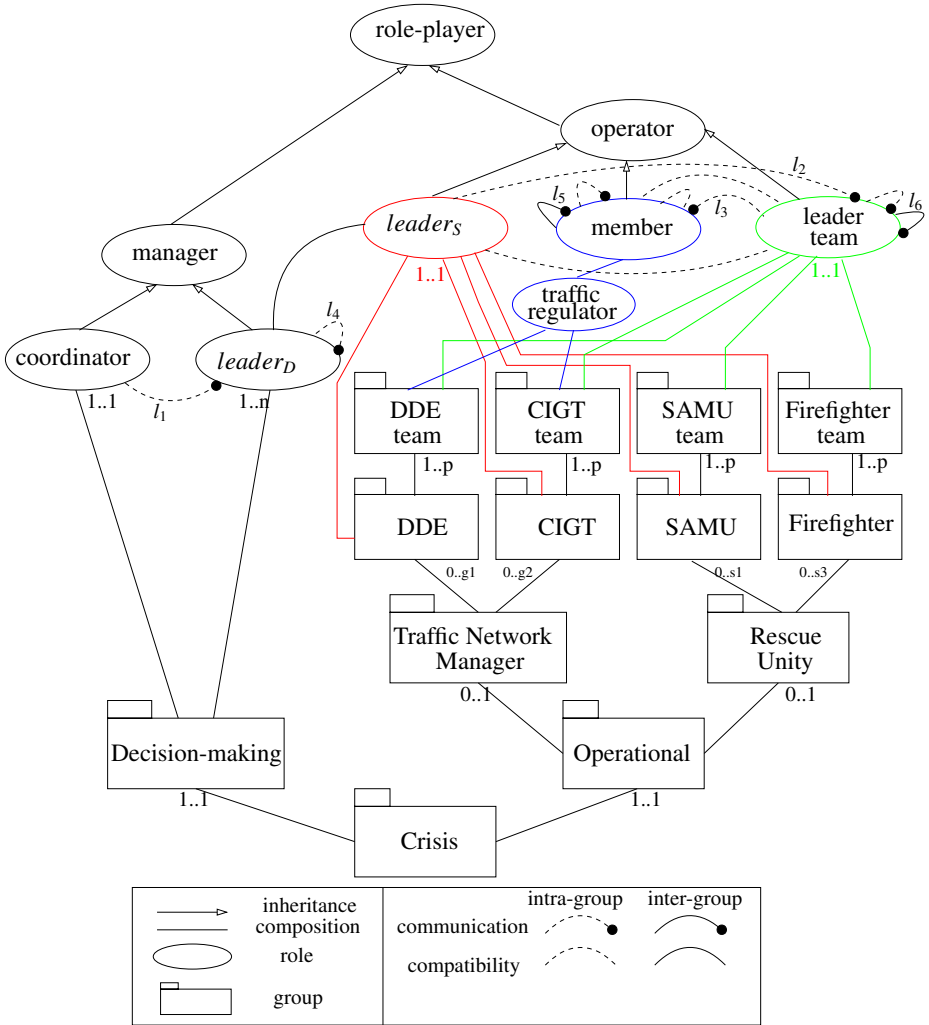 role-player
operator
l2
l5
l3
l6
leaderS
member
leader
team
manager
1..1
1..1
traffic
regulator
l4
coordinator
leaderD
1..1
l1
1..n
DDE
team
CIGT
team
SAMU
team
Firefighter
team
1..p
1..p
1..p
1..p
DDE
CIGT
SAMU
Firefighter
0..g1
0..g2
0..s1
0..s3
Traffic Network
Manager
Rescue
Unity
0..1
0..1
Decision-making
Operational
1..1
1..1
Crisis
inheritance
composition
role
group
intra-group
inter-group
communication
compatibility